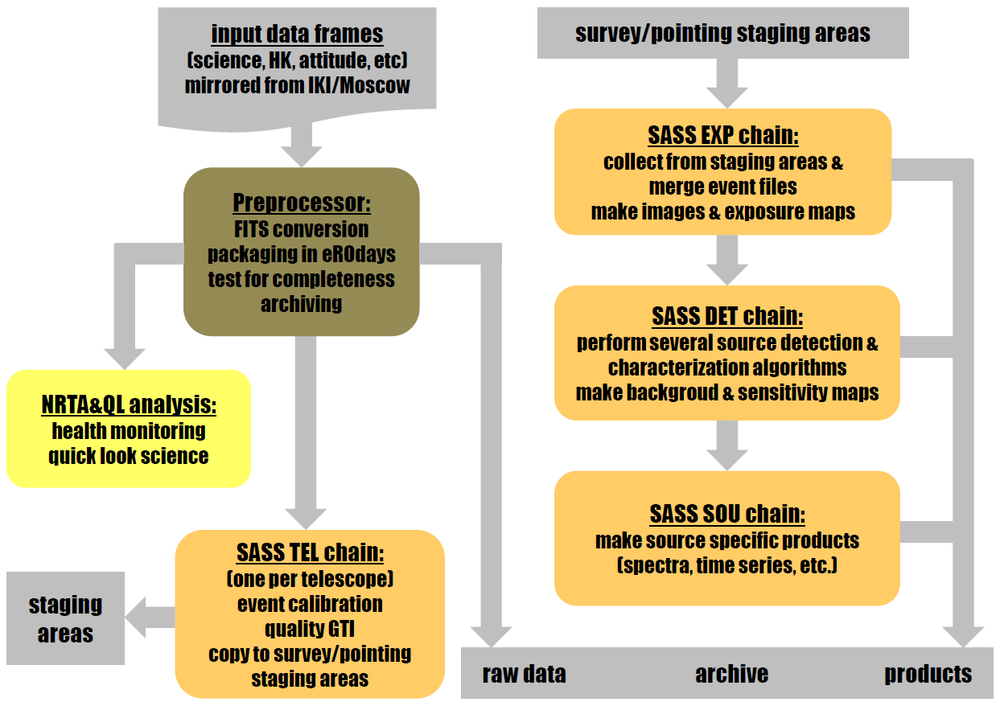 input data frames
(science, HK, attitude, etc)
mirrored from IKI/Moscow
Preprocessor:
FITS conversion
packaging in eROdays
test for completeness
archiving
NRTA&QL analysis:
health monitoring
quick look science
SASS TEL chain:
(one per telescope)
event calibration
quality GTI
copy to survey/pointing
staging areas
staging
areas
survey/pointing staging areas
SASS EXP chain:
collect from staging areas &
merge event files
make images & exposure maps
SASS DET chain:
perform several source detection &
characterization algorithms
make backgroud & sensitivity maps
SASS SOU chain:
make source specific products
(spectra, time series, etc.)
raw data archive products